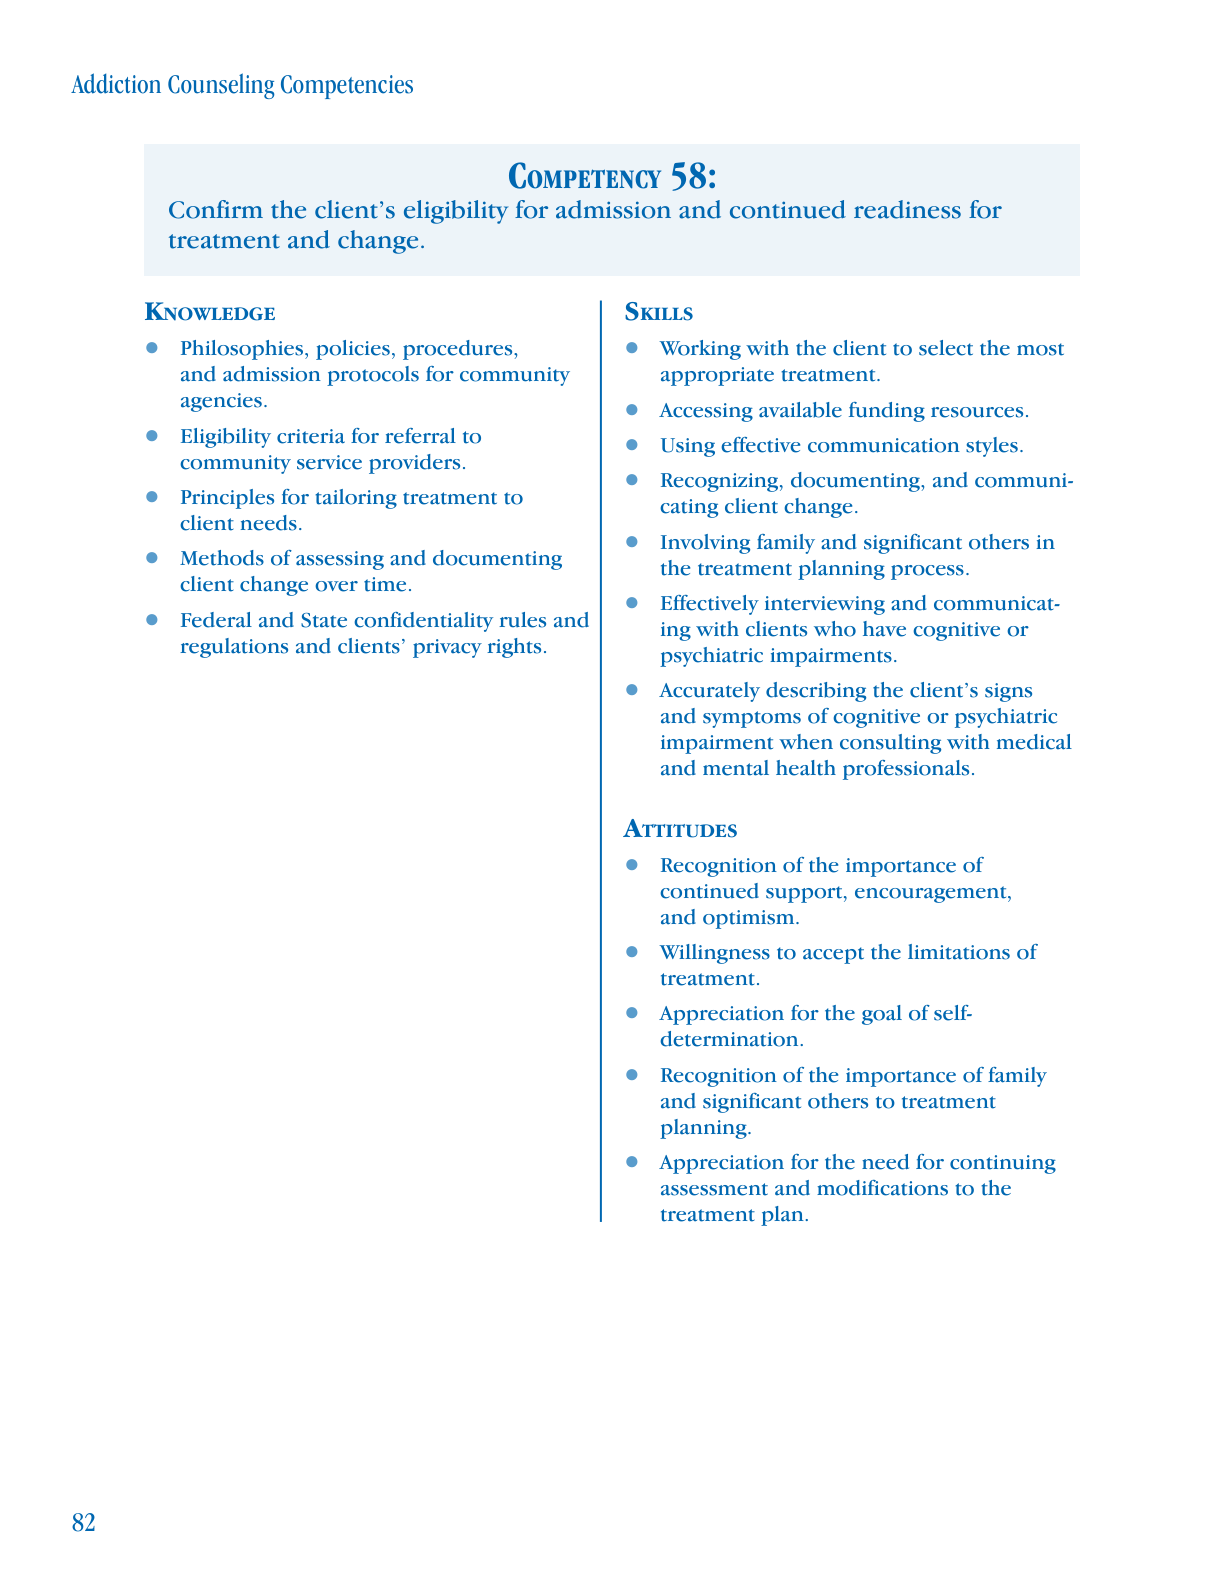 Addiction Counseling Competencies
Competency 58:
Confirm the client's eligibility for admission and continued readiness for
treatment and change.
Knowledge
● Philosophies, policies, procedures,
and admission protocols for community
agencies.
● Eligibility criteria for referral to
community service providers.
● Principles for tailoring treatment to
client needs.
● Methods of assessing and documenting
client change over time.
● Federal and State confidentiality rules and
regulations and clients' privacy rights.
Skills
● Working with the client to select the most
appropriate treatment.
● Accessing available funding resources.
● Using effective communication styles.
● Recognizing, documenting, and communi-
cating client change.
● Involving family and significant others in
the treatment planning process.
● Effectively interviewing and communicat-
ing with clients who have cognitive or
psychiatric impairments.
● Accurately describing the client's signs
and symptoms of cognitive or psychiatric
impairment when consulting with medical
and mental health professionals.
Attitudes
● Recognition of the importance of
continued support, encouragement,
and optimism.
● Willingness to accept the limitations of
treatment.
● Appreciation for the goal of self-
determination.
● Recognition of the importance of family
and significant others to treatment
planning.
● Appreciation for the need for continuing
assessment and modifications to the
treatment plan.
82